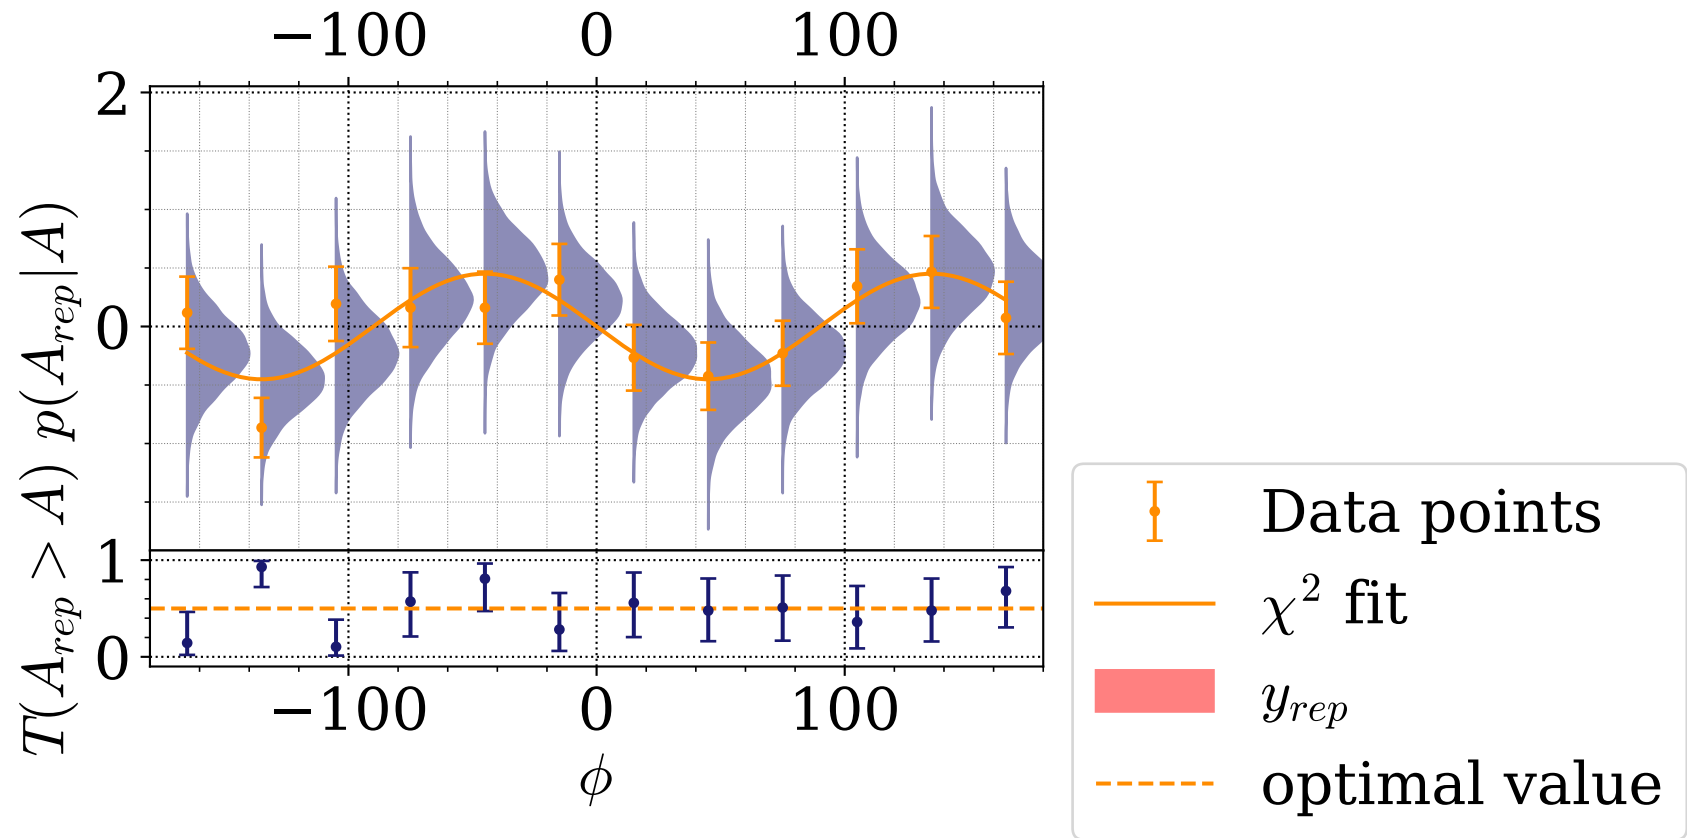 −100 0 100
2
0
p(A_rep|A)
1
0
T(A_rep > A)
−100 0 100
ϕ
Data points
χ² fit
y_rep
optimal value